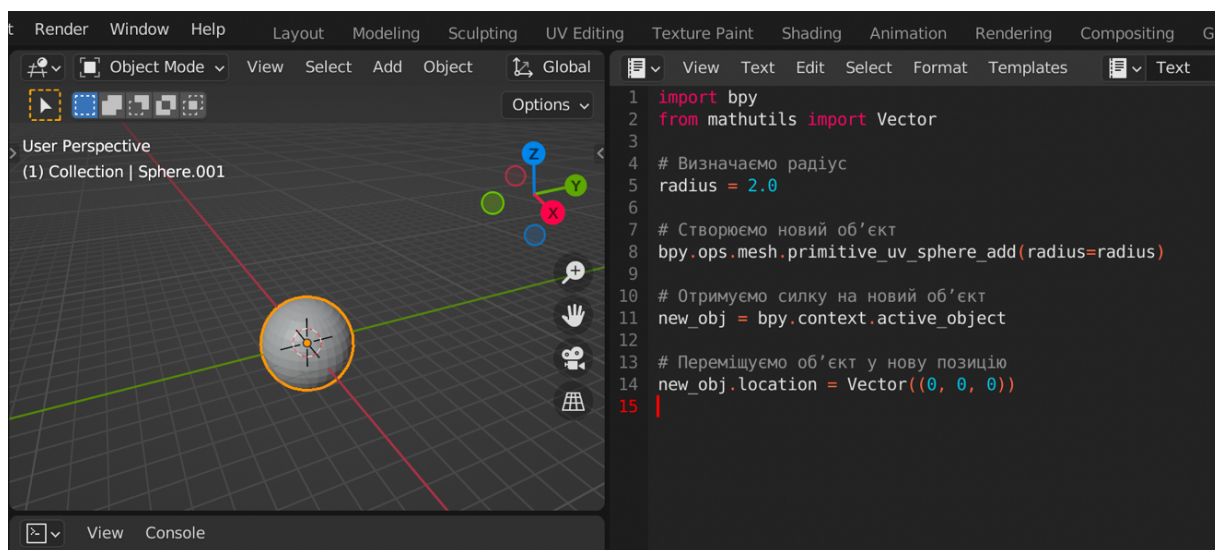 t Render Window Help Layout Modeling Sculpting UV Editing Texture Paint Shading Animation Rendering Compositing G
Object Mode View Select Add Object Global
Options
User Perspective
(1) Collection | Sphere.001
Z
Y
X
View Console
View Text Edit Select Format Templates Text
1 import bpy
2 from mathutils import Vector
3
4 # Визначаємо радіус
5 radius = 2.0
6
7 # Створюємо новий об’єкт
8 bpy.ops.mesh.primitive_uv_sphere_add(radius=radius)
9
10 # Отримуємо силку на новий об’єкт
11 new_obj = bpy.context.active_object
12
13 # Переміщуємо об’єкт у нову позицію
14 new_obj.location = Vector((0, 0, 0))
15